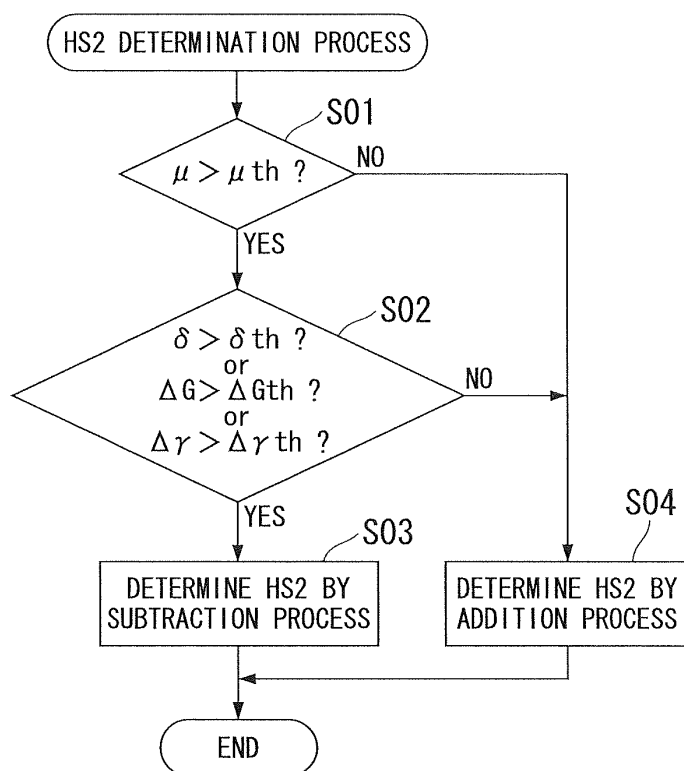 HS2 DETERMINATION PROCESS
S01
μ > μth ?
NO
YES
S02
δ > δth ?
or
ΔG > ΔGth ?
or
Δγ > Δγth ?
NO
YES
S03
DETERMINE HS2 BY
SUBTRACTION PROCESS
S04
DETERMINE HS2 BY
ADDITION PROCESS
END